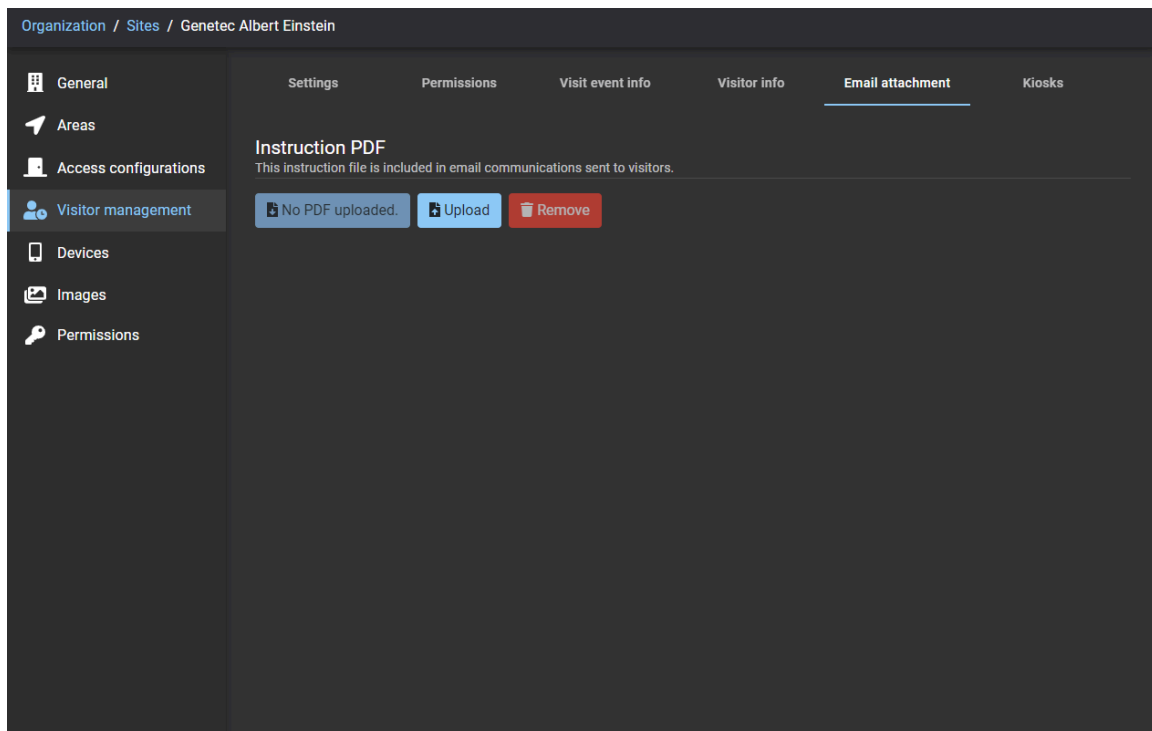 Organization / Sites / Genetec Albert Einstein
General
Areas
Access configurations
Visitor management
Devices
Images
Permissions
Settings Permissions Visit event info Visitor info Email attachment Kiosks
Instruction PDF
This instruction file is included in email communications sent to visitors.
No PDF uploaded. Upload Remove